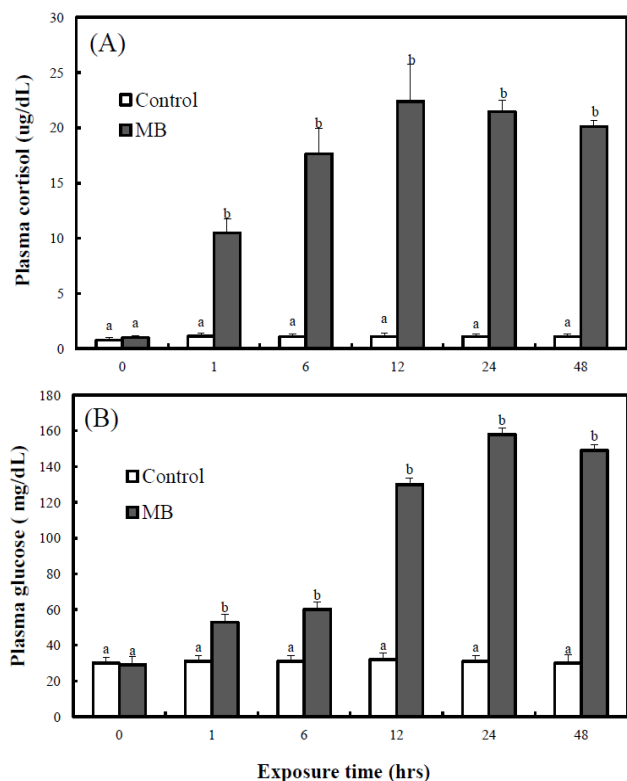 (A)
Plasma cortisol (ug/dL)
30
25
20
15
10
5
0
Control
MB
a a a b a b a b a b a b
0 1 6 12 24 48
(B)
Plasma glucose ( mg/dL)
180
160
140
120
100
80
60
40
20
0
Control
MB
a a a b a b a b a b a b
0 1 6 12 24 48
Exposure time (hrs)